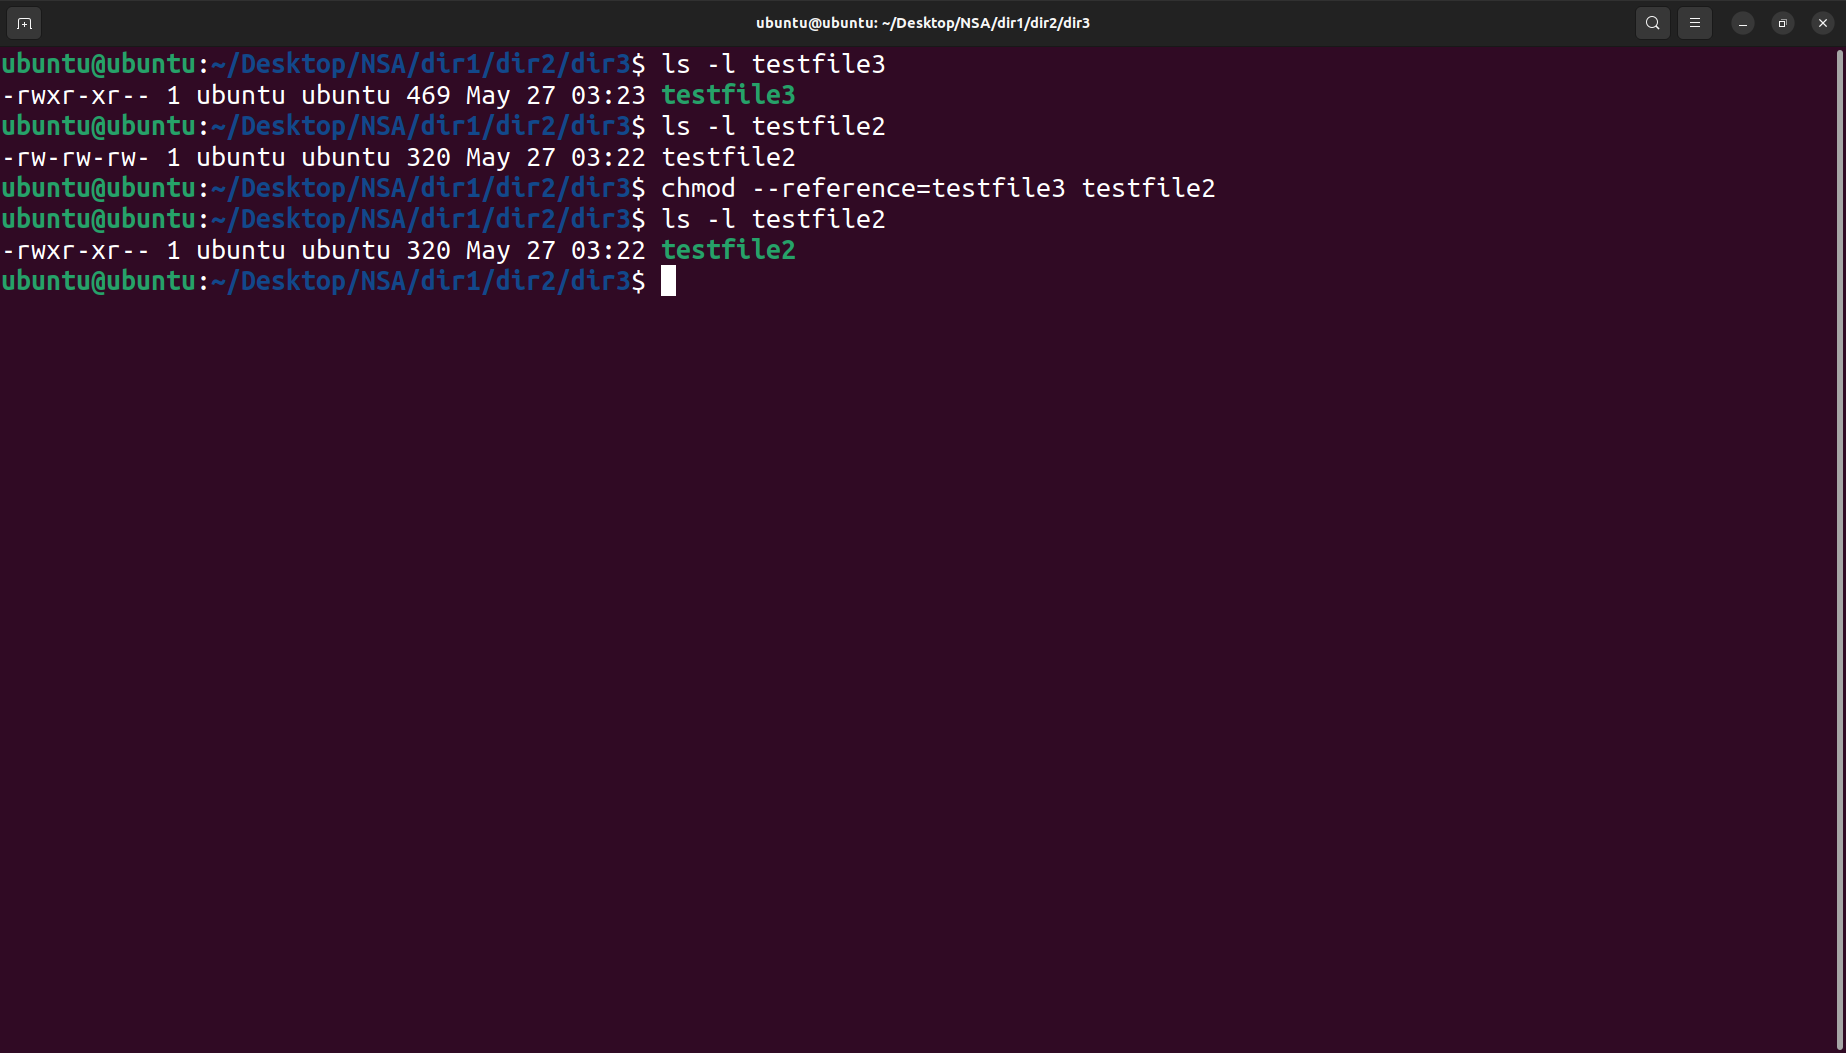 ubuntu@ubuntu: ~/Desktop/NSA/dir1/dir2/dir3
ubuntu@ubuntu:~/Desktop/NSA/dir1/dir2/dir3$ ls -l testfile3
-rwxr-xr-- 1 ubuntu ubuntu 469 May 27 03:23 testfile3
ubuntu@ubuntu:~/Desktop/NSA/dir1/dir2/dir3$ ls -l testfile2
-rw-rw-rw- 1 ubuntu ubuntu 320 May 27 03:22 testfile2
ubuntu@ubuntu:~/Desktop/NSA/dir1/dir2/dir3$ chmod --reference=testfile3 testfile2
ubuntu@ubuntu:~/Desktop/NSA/dir1/dir2/dir3$ ls -l testfile2
-rwxr-xr-- 1 ubuntu ubuntu 320 May 27 03:22 testfile2
ubuntu@ubuntu:~/Desktop/NSA/dir1/dir2/dir3$